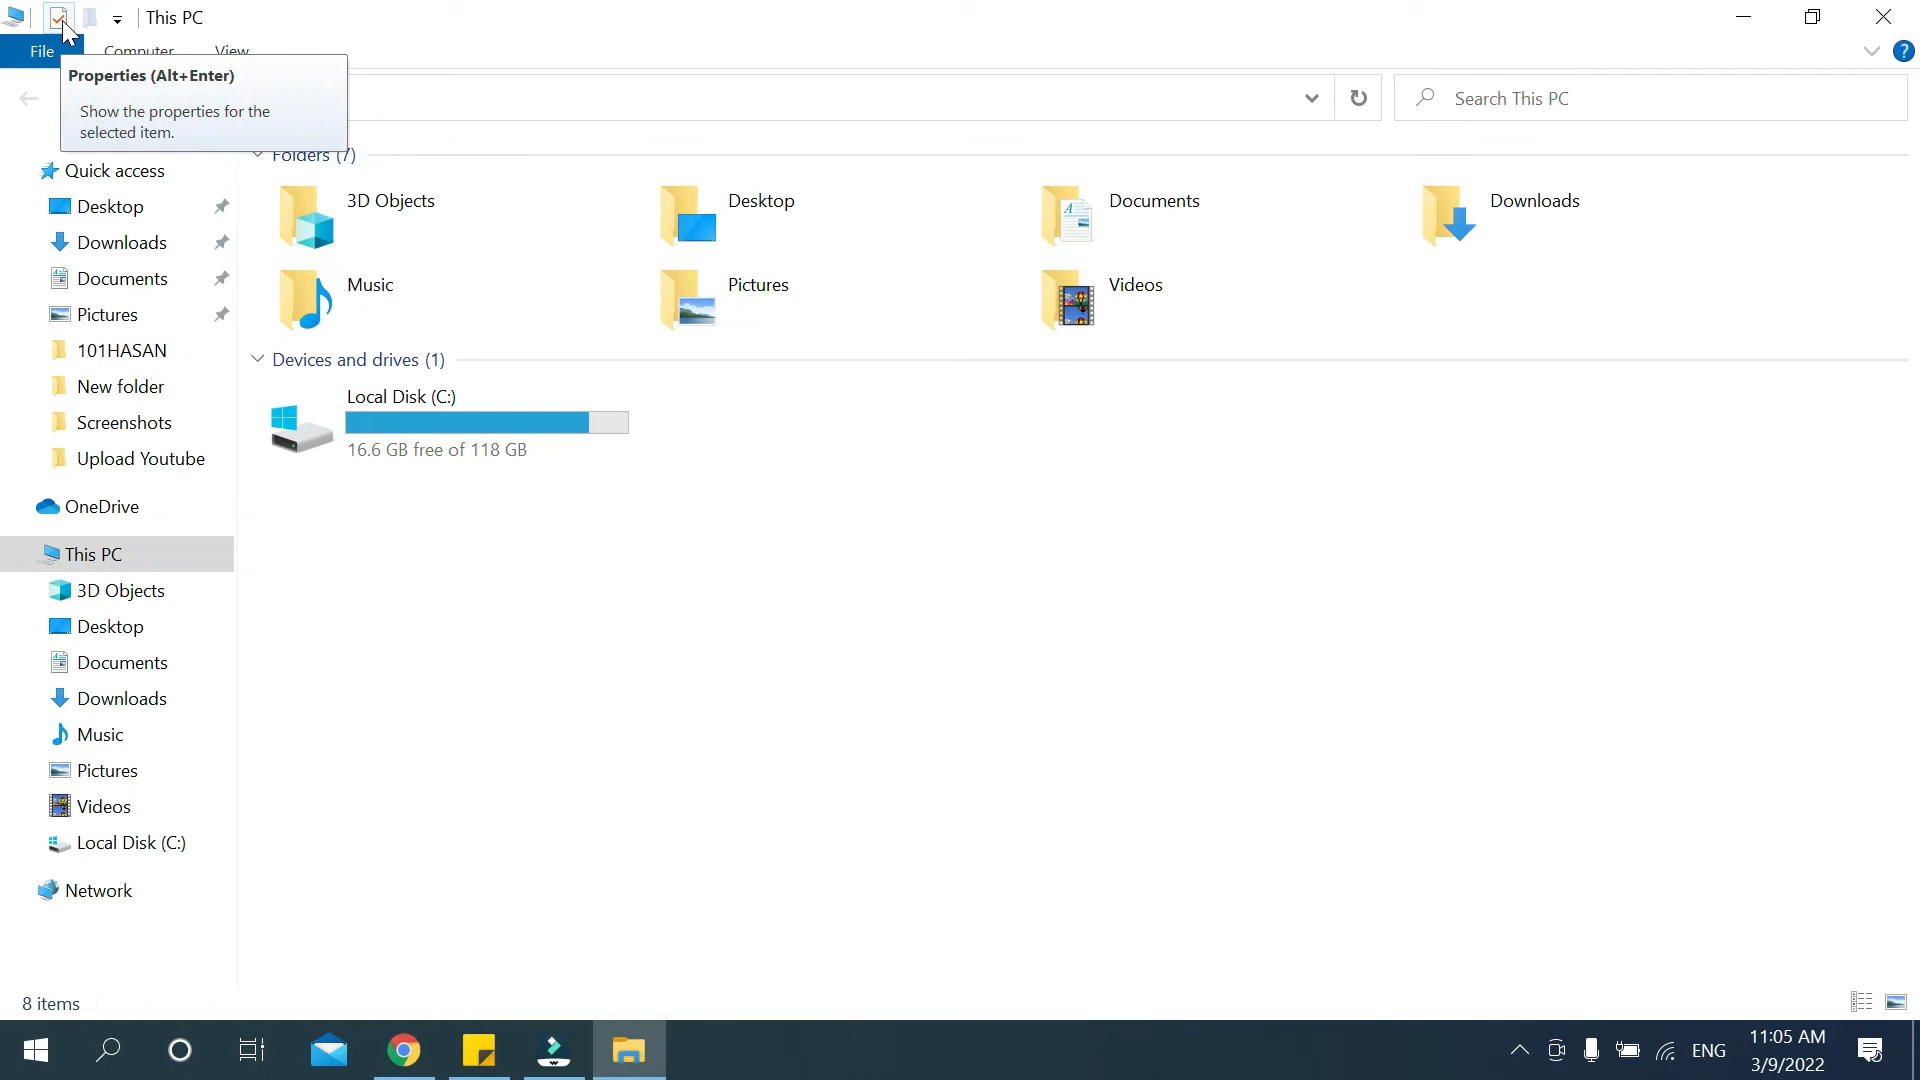 This PC
File
Computer
View
Properties (Alt+Enter)
Show the properties for the
selected item.
Search This PC
Quick access
Desktop
Downloads
Documents
Pictures
101HASAN
New folder
Screenshots
Upload Youtube
OneDrive
This PC
3D Objects
Desktop
Documents
Downloads
Music
Pictures
Videos
Local Disk (C:)
Network
Folders (7)
3D Objects
Desktop
Documents
Downloads
Music
Pictures
Videos
Devices and drives (1)
Local Disk (C:)
16.6 GB free of 118 GB
8 items
ENG
11:05 AM
3/9/2022